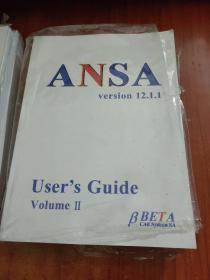 ANSA
version 12.1.1
User's Guide
Volume II
β BETA
CAE Systems SA